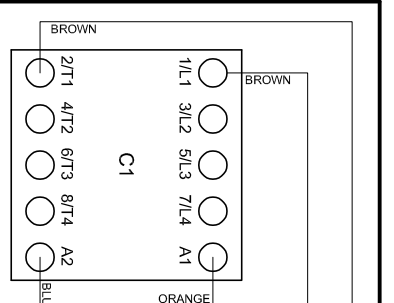 BROWN
2/T1
1/L1
BROWN
4/T2
3/L2
6/T3
C1
5/L3
8/T4
7/L4
A2
A1
ORANGE